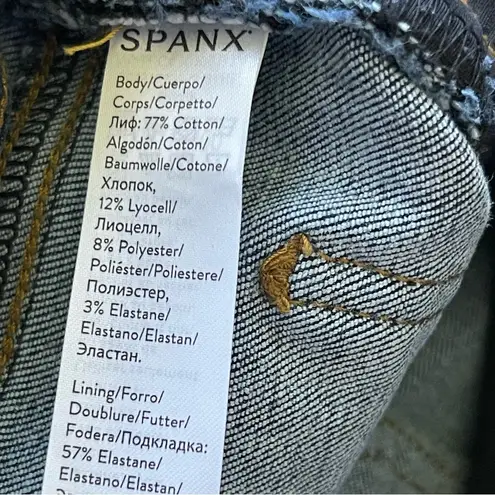 SPANX®
Body/Cuerpo/
Corps/Corpetto/
Лиф: 77% Cotton/
Algodón/Coton/
Baumwolle/Cotone/
Хлопок,
12% Lyocell/
Лиоцелл,
8% Polyester/
Poliéster/Poliestere/
Полиэстер,
3% Elastane/
Elastano/Elastan/
Эластан.
Lining/Forro/
Doublure/Futter/
Fodera/Подкладка:
57% Elastane/
Elastano/Elastan/